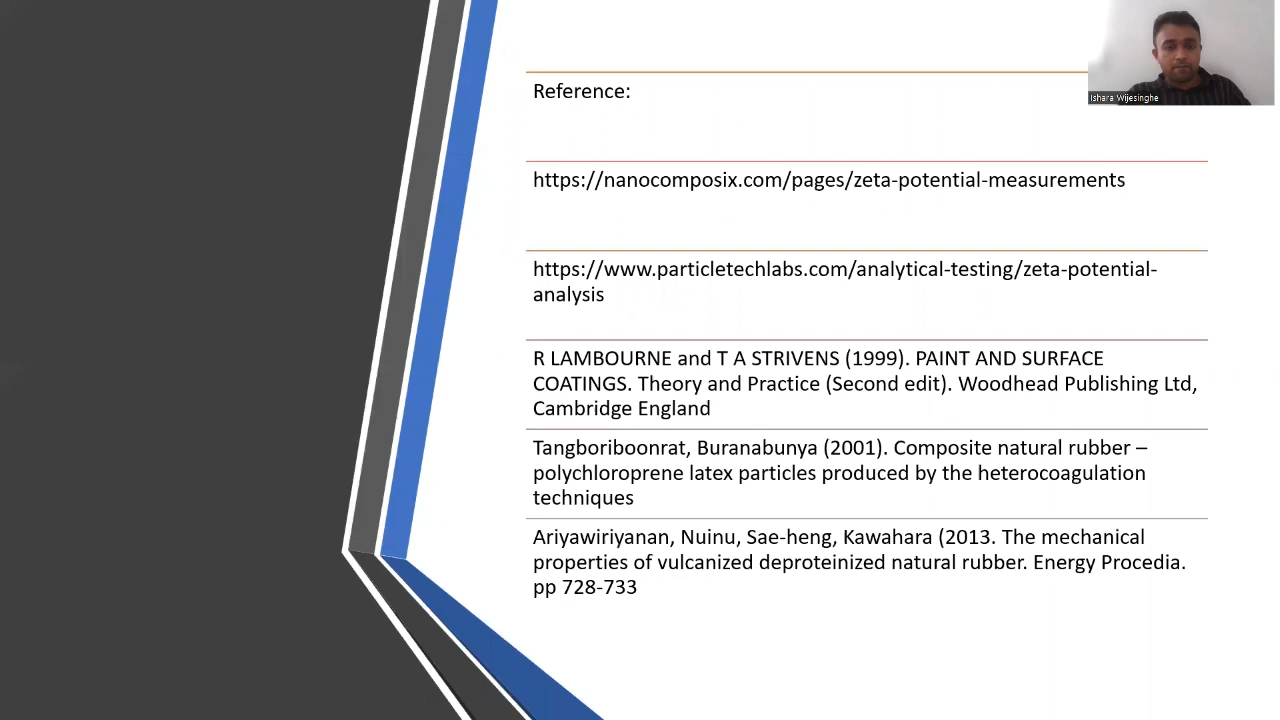 Reference:
Ishara Wijesinghe
https://nanocomposix.com/pages/zeta-potential-measurements
https://www.particletechlabs.com/analytical-testing/zeta-potential-
analysis
R LAMBOURNE and T A STRIVENS (1999). PAINT AND SURFACE
COATINGS. Theory and Practice (Second edit). Woodhead Publishing Ltd,
Cambridge England
Tangboriboonrat, Buranabunya (2001). Composite natural rubber –
polychloroprene latex particles produced by the heterocoagulation
techniques
Ariyawiriyanan, Nuinu, Sae-heng, Kawahara (2013. The mechanical
properties of vulcanized deproteinized natural rubber. Energy Procedia.
pp 728-733